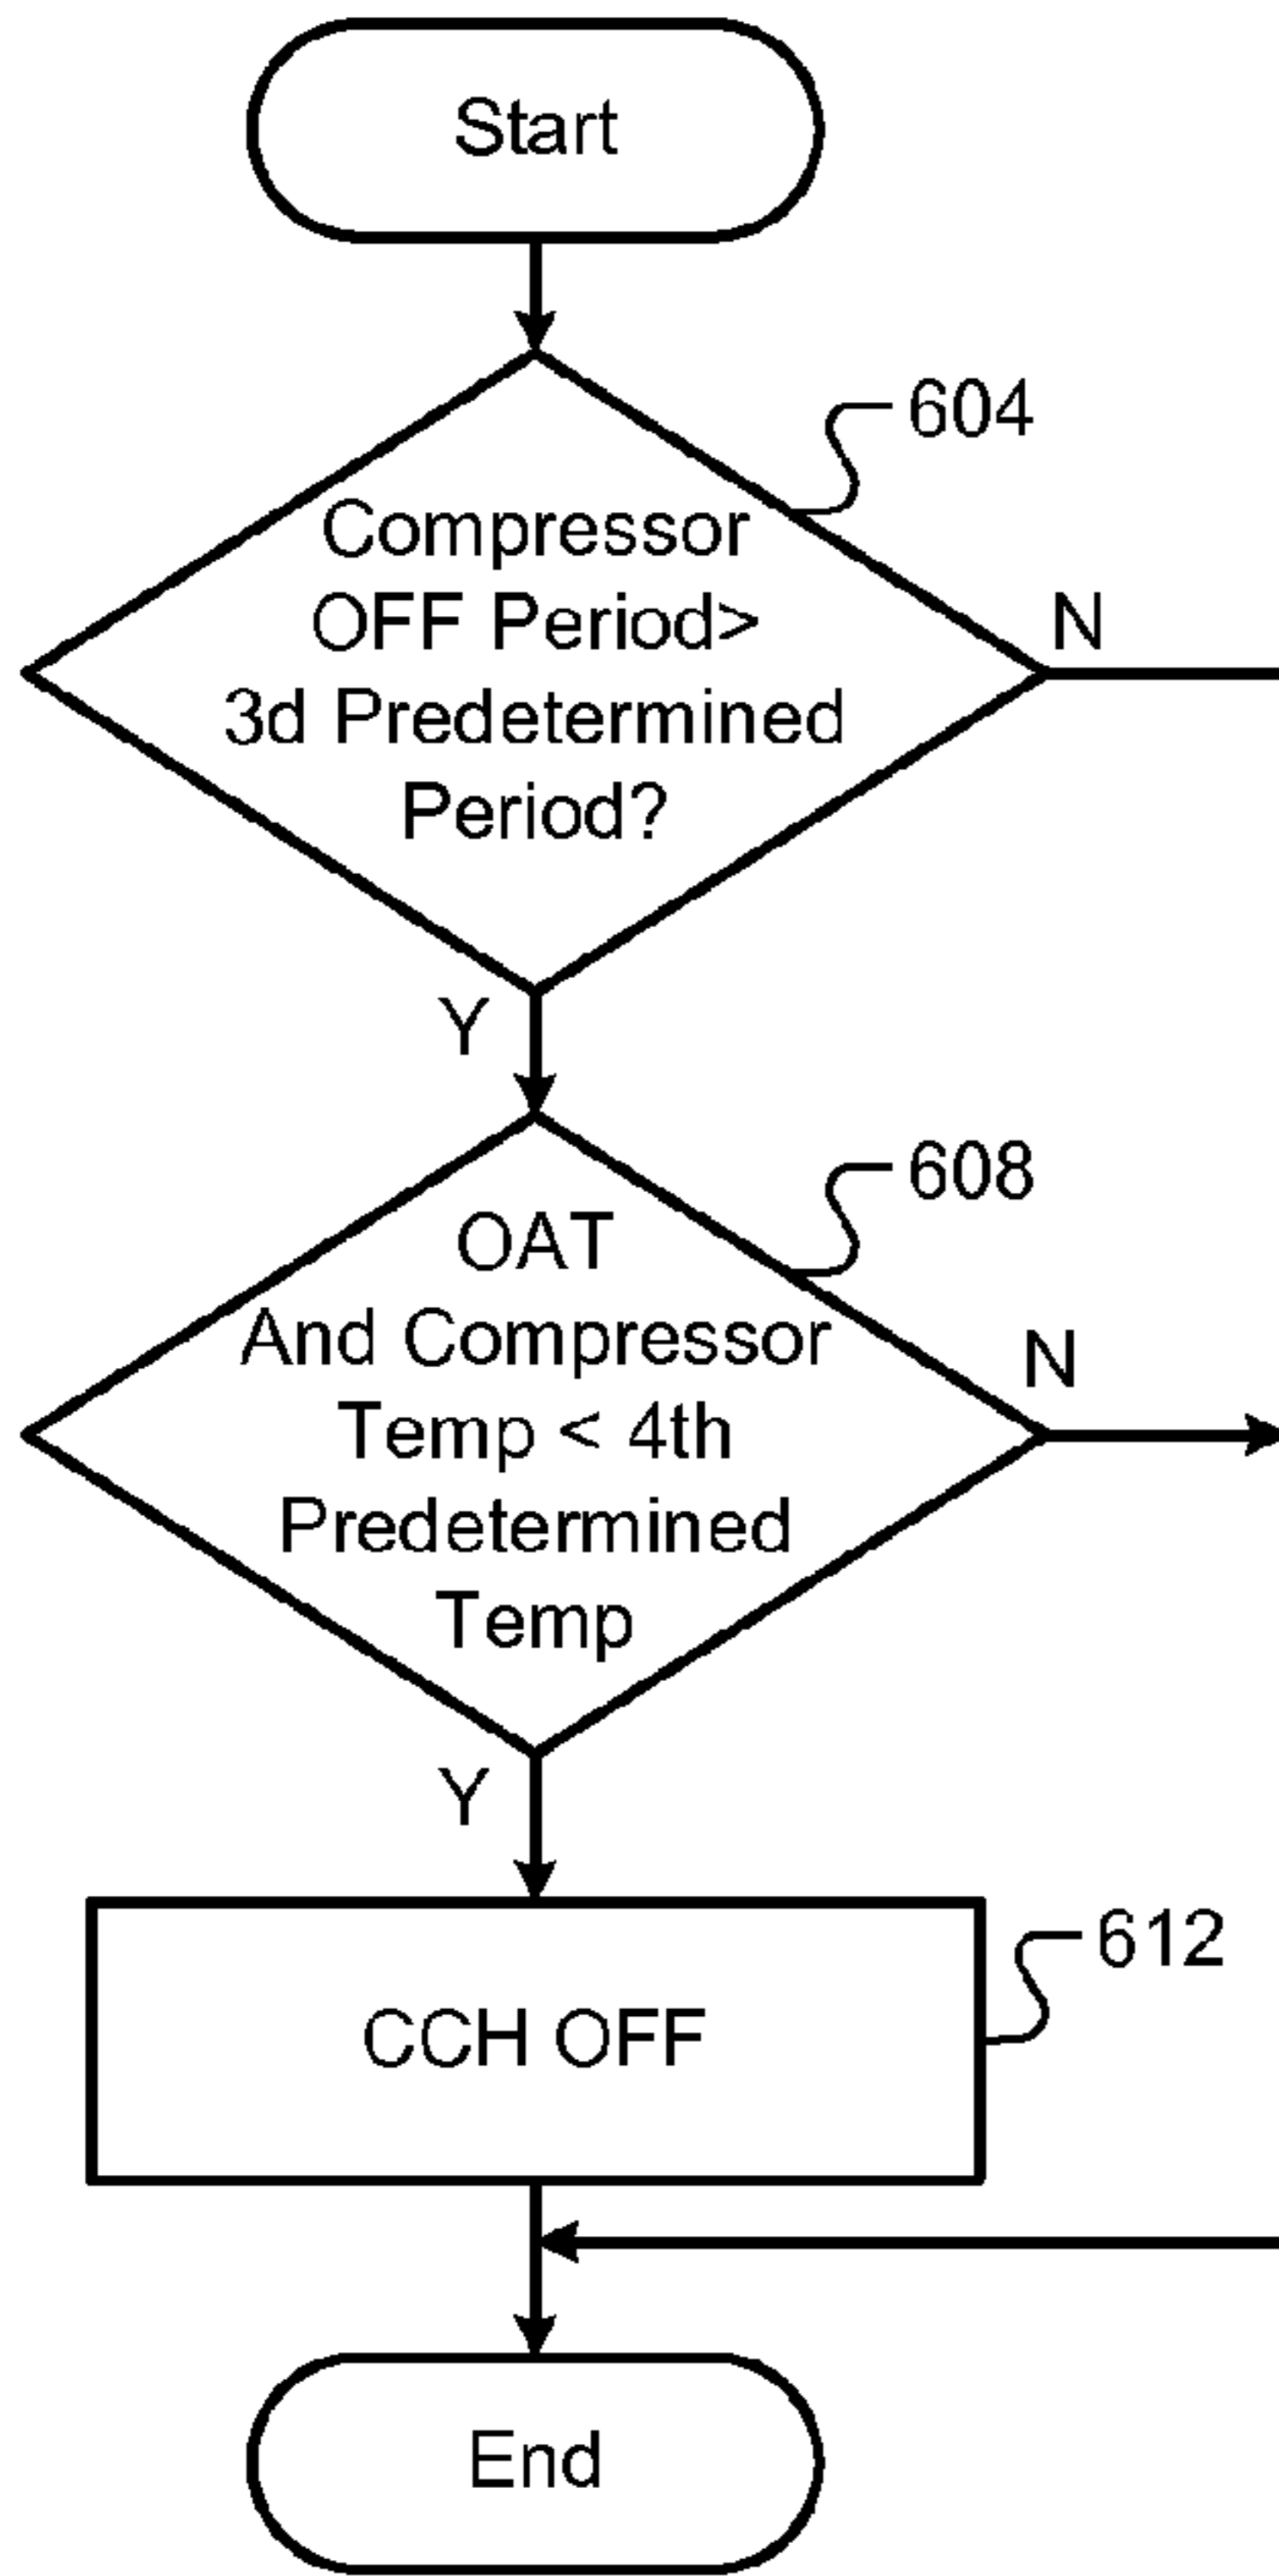 Start
604
Compressor
OFF Period>
3d Predetermined
Period?
N
Y
608
OAT
And Compressor
Temp < 4th
Predetermined
Temp
N
Y
612
CCH OFF
End